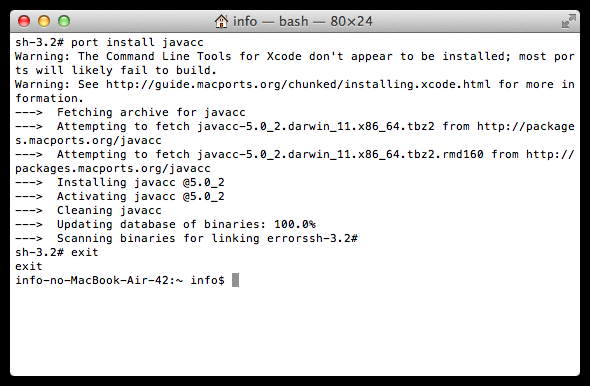 info — bash — 80×24
sh-3.2# port install javacc
Warning: The Command Line Tools for Xcode don't appear to be installed; most por
ts will likely fail to build.
Warning: See http://guide.macports.org/chunked/installing.xcode.html for more in
formation.
--->  Fetching archive for javacc
--->  Attempting to fetch javacc-5.0_2.darwin_11.x86_64.tbz2 from http://package
s.macports.org/javacc
--->  Attempting to fetch javacc-5.0_2.darwin_11.x86_64.tbz2.rmd160 from http://
packages.macports.org/javacc
--->  Installing javacc @5.0_2
--->  Activating javacc @5.0_2
--->  Cleaning javacc
--->  Updating database of binaries: 100.0%
--->  Scanning binaries for linking errorssh-3.2#
sh-3.2# exit
exit
info-no-MacBook-Air-42:~ info$